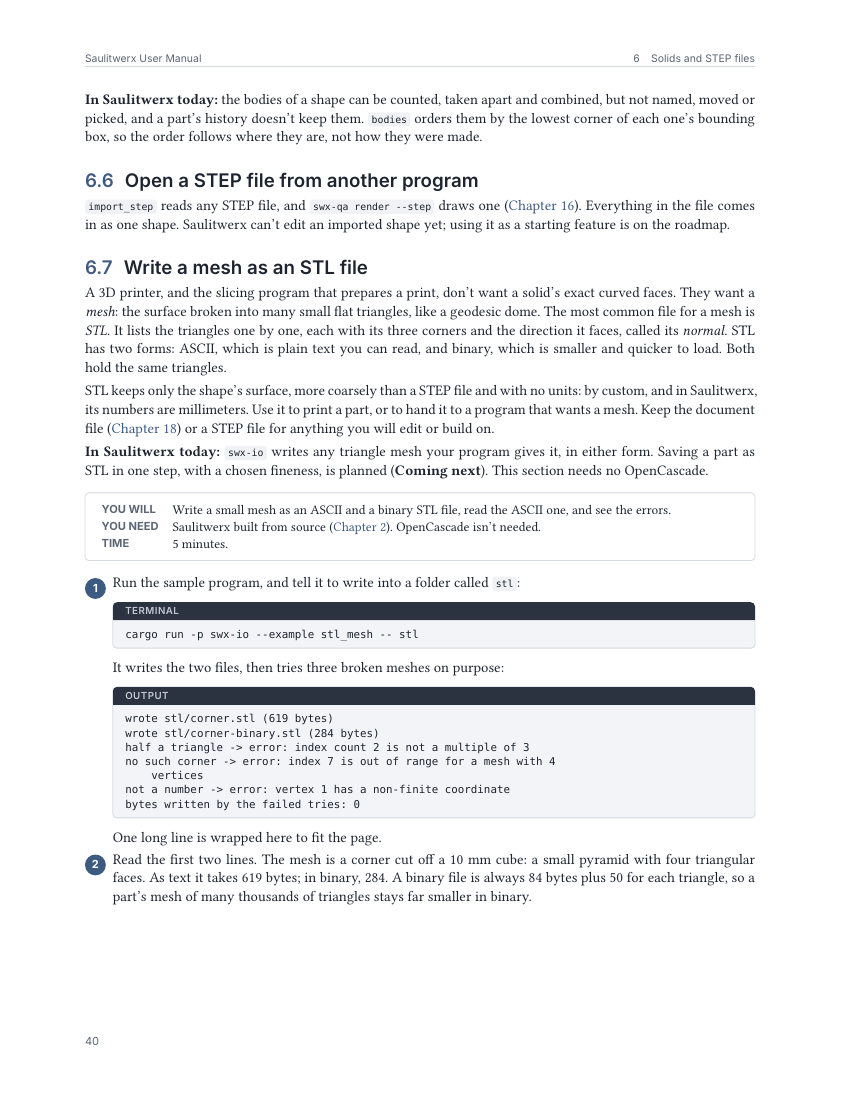 Saulitwerx User Manual
6 Solids and STEP files
In Saulitwerx today: the bodies of a shape can be counted, taken apart and combined, but not named, moved or
picked, and a part's history doesn't keep them. bodies orders them by the lowest corner of each one's bounding
box, so the order follows where they are, not how they were made.
6.6 Open a STEP file from another program
import_step reads any STEP file, and swx-qa render --step draws one (Chapter 16). Everything in the file comes
in as one shape. Saulitwerx can't edit an imported shape yet; using it as a starting feature is on the roadmap.
6.7 Write a mesh as an STL file
A 3D printer, and the slicing program that prepares a print, don't want a solid's exact curved faces. They want a
mesh: the surface broken into many small flat triangles, like a geodesic dome. The most common file for a mesh is
STL. It lists the triangles one by one, each with its three corners and the direction it faces, called its normal. STL
has two forms: ASCII, which is plain text you can read, and binary, which is smaller and quicker to load. Both
hold the same triangles.
STL keeps only the shape's surface, more coarsely than a STEP file and with no units: by custom, and in Saulitwerx,
its numbers are millimeters. Use it to print a part, or to hand it to a program that wants a mesh. Keep the document
file (Chapter 18) or a STEP file for anything you will edit or build on.
In Saulitwerx today: swx-io writes any triangle mesh your program gives it, in either form. Saving a part as
STL in one step, with a chosen fineness, is planned (Coming next). This section needs no OpenCascade.
YOU WILL Write a small mesh as an ASCII and a binary STL file, read the ASCII one, and see the errors.
YOU NEED Saulitwerx built from source (Chapter 2). OpenCascade isn't needed.
TIME 5 minutes.
1 Run the sample program, and tell it to write into a folder called stl:
TERMINAL
cargo run -p swx-io --example stl_mesh -- stl
It writes the two files, then tries three broken meshes on purpose:
OUTPUT
wrote stl/corner.stl (619 bytes)
wrote stl/corner-binary.stl (284 bytes)
half a triangle -> error: index count 2 is not a multiple of 3
no such corner -> error: index 7 is out of range for a mesh with 4
vertices
not a number -> error: vertex 1 has a non-finite coordinate
bytes written by the failed tries: 0
One long line is wrapped here to fit the page.
2 Read the first two lines. The mesh is a corner cut off a 10 mm cube: a small pyramid with four triangular
faces. As text it takes 619 bytes; in binary, 284. A binary file is always 84 bytes plus 50 for each triangle, so a
part's mesh of many thousands of triangles stays far smaller in binary.
40